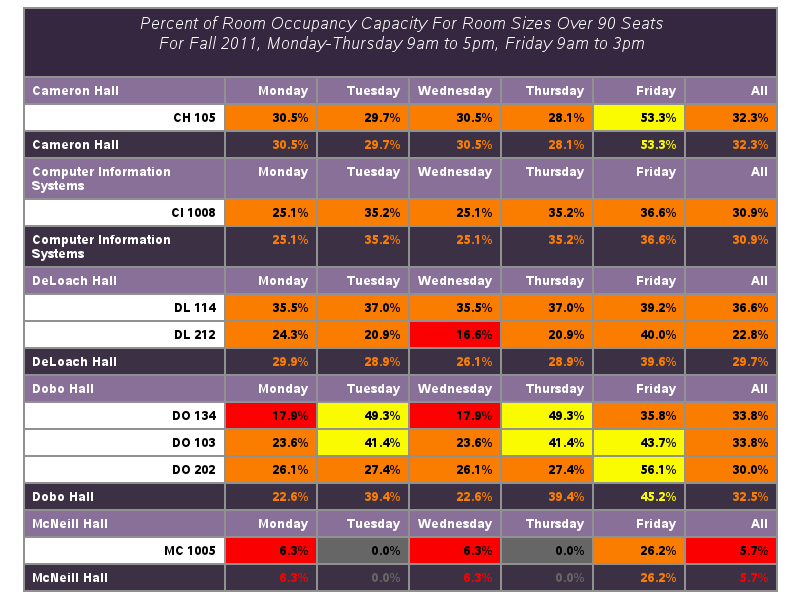 Percent of Room Occupancy Capacity For Room Sizes Over 90 Seats
For Fall 2011, Monday-Thursday 9am to 5pm, Friday 9am to 3pm
Cameron Hall Monday Tuesday Wednesday Thursday Friday All
CH 105 30.5% 29.7% 30.5% 28.1% 53.3% 32.3%
Cameron Hall 30.5% 29.7% 30.5% 28.1% 53.3% 32.3%
Computer Information Monday Tuesday Wednesday Thursday Friday All
Systems
CI 1008 25.1% 35.2% 25.1% 35.2% 36.6% 30.9%
Computer Information 25.1% 35.2% 25.1% 35.2% 36.6% 30.9%
Systems
DeLoach Hall Monday Tuesday Wednesday Thursday Friday All
DL 114 35.5% 37.0% 35.5% 37.0% 39.2% 36.6%
DL 212 24.3% 20.9% 16.6% 20.9% 40.0% 22.8%
DeLoach Hall 29.9% 28.9% 26.1% 28.9% 39.6% 29.7%
Dobo Hall Monday Tuesday Wednesday Thursday Friday All
DO 134 17.9% 49.3% 17.9% 49.3% 35.8% 33.8%
DO 103 23.6% 41.4% 23.6% 41.4% 43.7% 33.8%
DO 202 26.1% 27.4% 26.1% 27.4% 56.1% 30.0%
Dobo Hall 22.6% 39.4% 22.6% 39.4% 45.2% 32.5%
McNeill Hall Monday Tuesday Wednesday Thursday Friday All
MC 1005 6.3% 0.0% 6.3% 0.0% 26.2% 5.7%
McNeill Hall 6.3% 0.0% 6.3% 0.0% 26.2% 5.7%